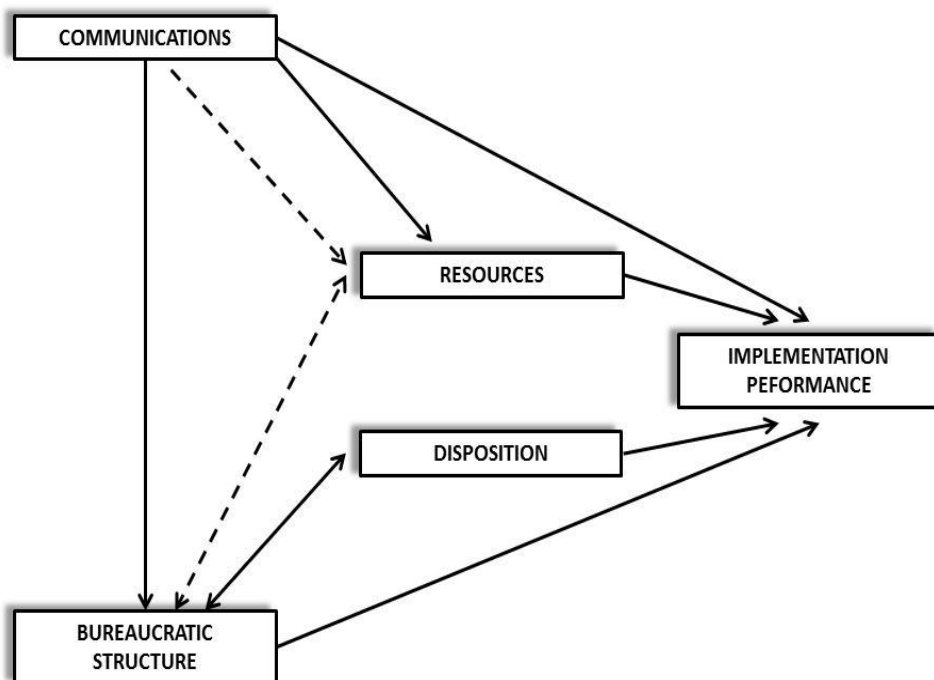 COMMUNICATIONS
RESOURCES
IMPLEMENTATION
PEFORMANCE
DISPOSITION
BUREAUCRATIC
STRUCTURE